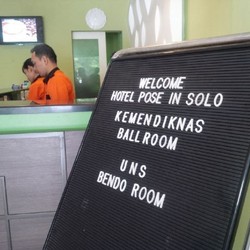 WELCOME
HOTEL POSE IN SOLO
KEMENDIKNAS
BALL ROOM
UNS
BENDO ROOM